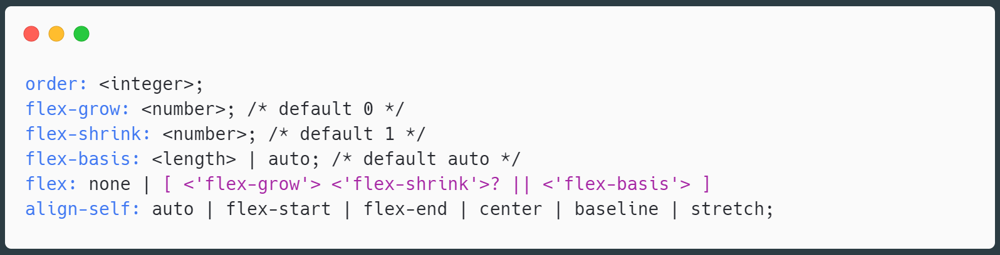 order: <integer>;
flex-grow: <number>; /* default 0 */
flex-shrink: <number>; /* default 1 */
flex-basis: <length> | auto; /* default auto */
flex: none | [ <'flex-grow'> <'flex-shrink'>? || <'flex-basis'> ]
align-self: auto | flex-start | flex-end | center | baseline | stretch;